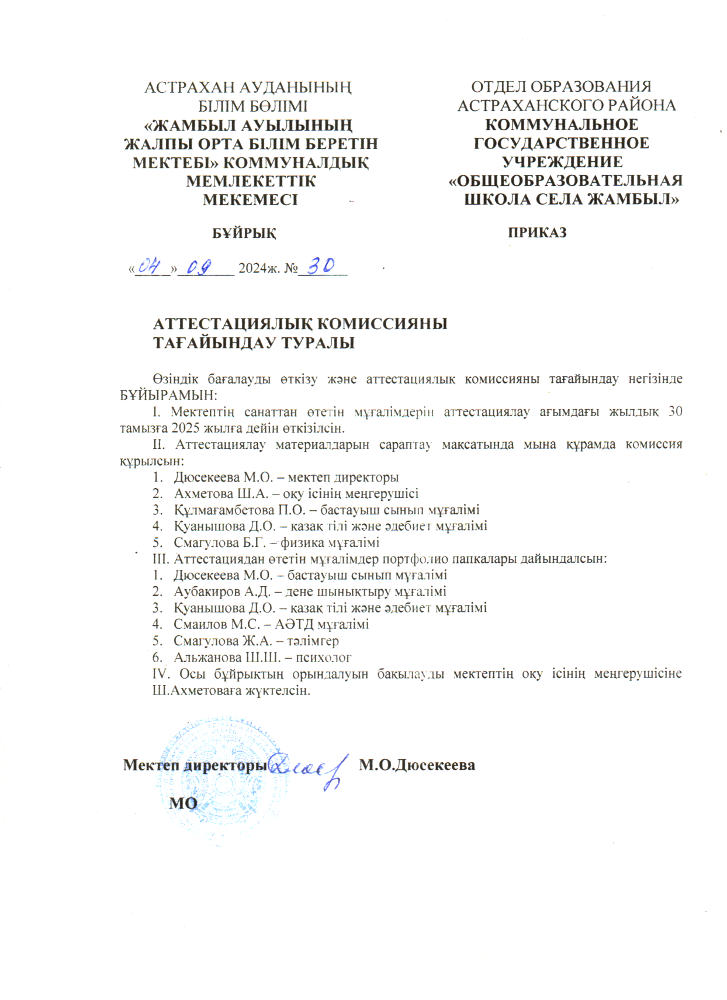 АСТРАХАН АУДАНЫНЫҢ
БІЛІМ БӨЛІМІ
«ЖАМБЫЛ АУЫЛЫНЫҢ
ЖАЛПЫ ОРТА БІЛІМ БЕРЕТІН
МЕКТЕБІ» КОММУНАЛДЫҚ
МЕМЛЕКЕТТІК
МЕКЕМЕСІ
ОТДЕЛ ОБРАЗОВАНИЯ
АСТРАХАНСКОГО РАЙОНА
КОММУНАЛЬНОЕ
ГОСУДАРСТВЕННОЕ
УЧРЕЖДЕНИЕ
«ОБЩЕОБРАЗОВАТЕЛЬНАЯ
ШКОЛА СЕЛА ЖАМБЫЛ»
БҰЙРЫҚ
ПРИКАЗ
«04» 09 2024ж. № 30
АТТЕСТАЦИЯЛЫҚ КОМИССИЯНЫ
ТАҒАЙЫНДАУ ТУРАЛЫ
Өзіндік бағалауды өткізу және аттестациялық комиссияны тағайындау негізінде
БҰЙЫРАМЫН:
I. Мектептің санаттан өтетін мұғалімдерін аттестациялау ағымдағы жылдық 30
тамызға 2025 жылға дейін өткізілсін.
II. Аттестациялау материалдарын сараптау мақсатында мына құрамда комиссия
құрылсын:
1. Дюсекеева М.О. – мектеп директоры
2. Ахметова Ш.А. – оқу ісінің меңгерушісі
3. Құлмағамбетова П.О. – бастауыш сынып мұғалімі
4. Қуанышова Д.О. – қазақ тілі және әдебиет мұғалімі
5. Смагулова Б.Г. – физика мұғалімі
III. Аттестациядан өтетін мұғалімдер портфолио папкалары дайындалсын:
1. Дюсекеева М.О. – бастауыш сынып мұғалімі
2. Аубакиров А.Д. – дене шынықтыру мұғалімі
3. Қуанышова Д.О. – қазақ тілі және әдебиет мұғалімі
4. Смаилов М.С. – АӘТД мұғалімі
5. Смагулова Ж.А. – тәлімгер
6. Альжанова Ш.Ш. – психолог
IV. Осы бұйрықтың орындалуын бақылауды мектептің оқу ісінің меңгерушісіне
Ш.Ахметоваға жүктелсін.
Мектеп директоры М.О.Дюсекеева
МО